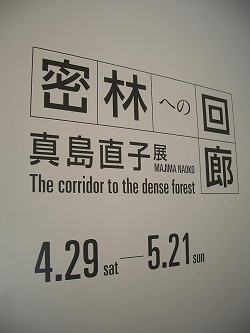 密林への回廊
真島直子展
MAJIMA NAOKO
The corridor to the dense forest
4.29 sat — 5.21 sun